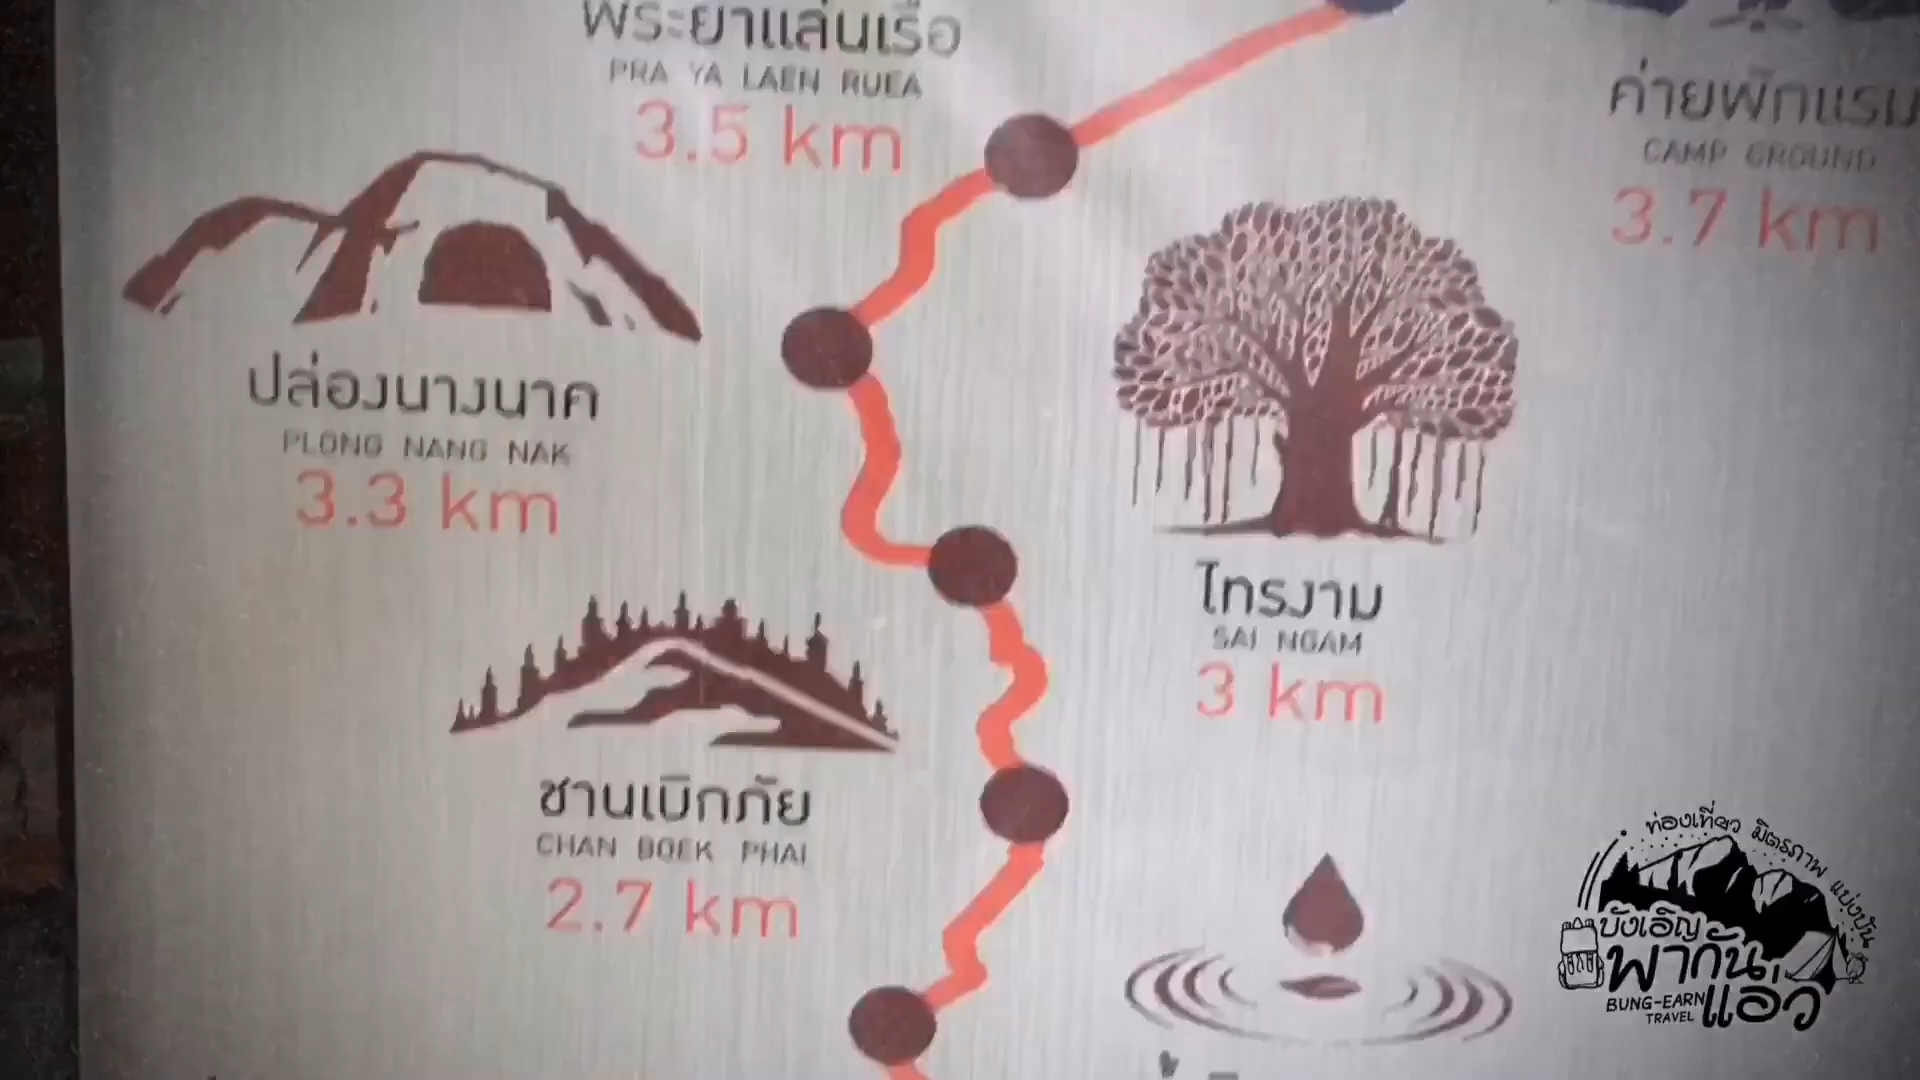 พระยาแล่นเรือ
PRA YA LAEN RUEA
3.5 km
ค่ายพักแรม
CAMP GROUND
3.7 km
ปล่องนางนาค
PLONG NANG NAK
3.3 km
ไทรงาม
SAI NGAM
3 km
ชานเบิกภัย
CHAN BOEK PHAI
2.7 km
ท่องเที่ยว มิตรภาพ แบ่งปัน
บังเอิญ
พากัน
แอ่ว
BUNG-EARN
TRAVEL